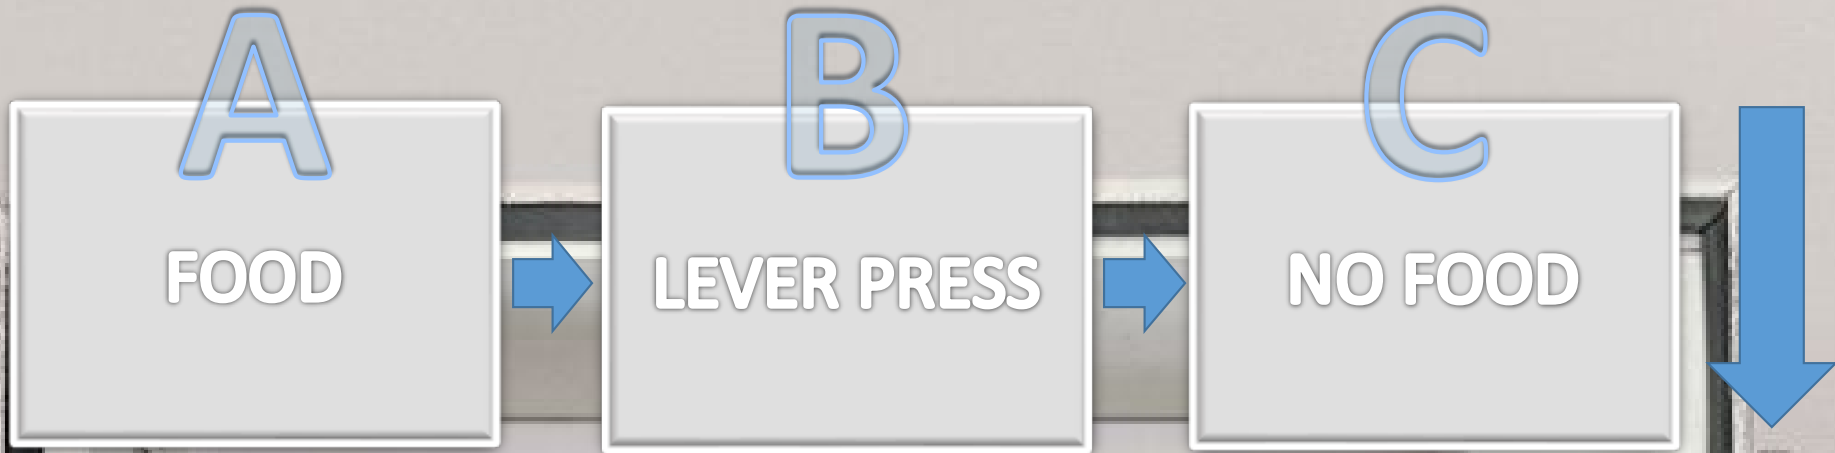 A
B
C
FOOD
LEVER PRESS
NO FOOD